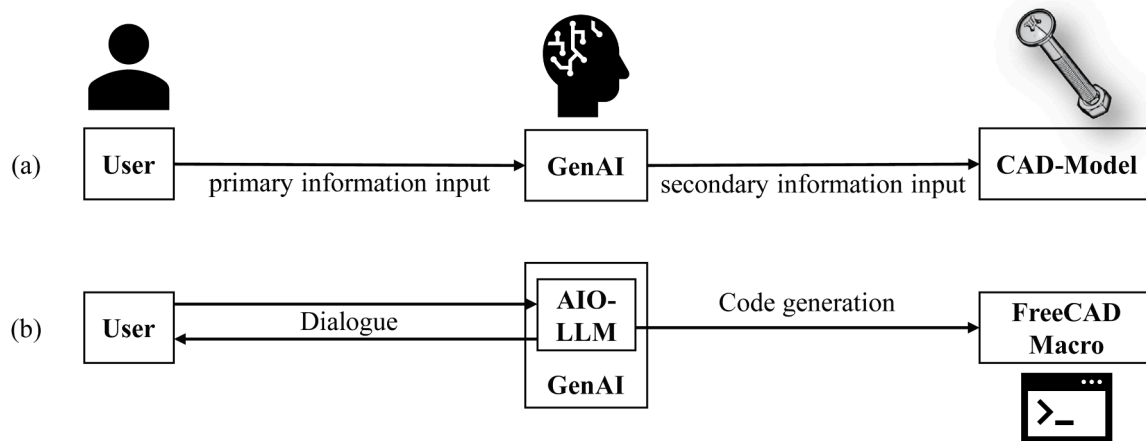 (a)
User
primary information input
GenAI
secondary information input
CAD-Model
(b)
User
Dialogue
AIO-
LLM
GenAI
Code generation
FreeCAD
Macro
>_